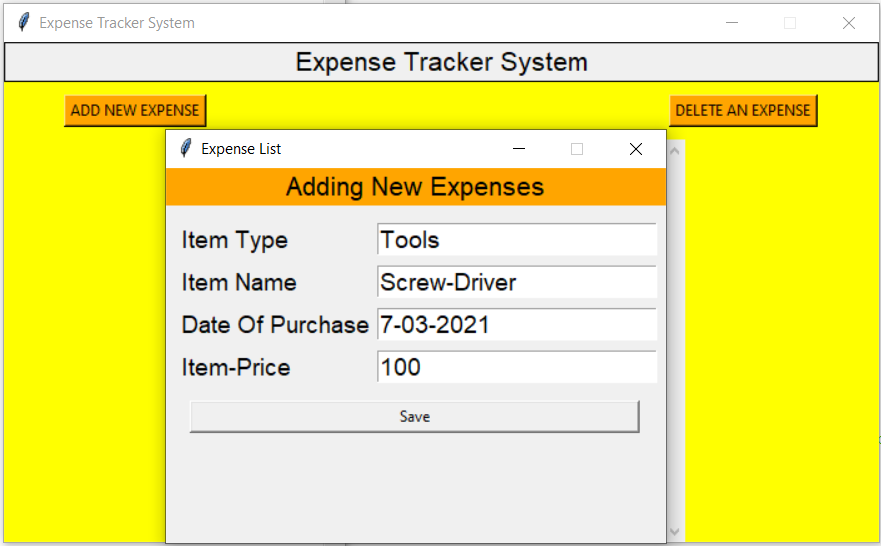 Expense Tracker System
Expense Tracker System
ADD NEW EXPENSE
DELETE AN EXPENSE
Expense List
Adding New Expenses
Item Type Tools
Item Name Screw-Driver
Date Of Purchase 7-03-2021
Item-Price 100
Save